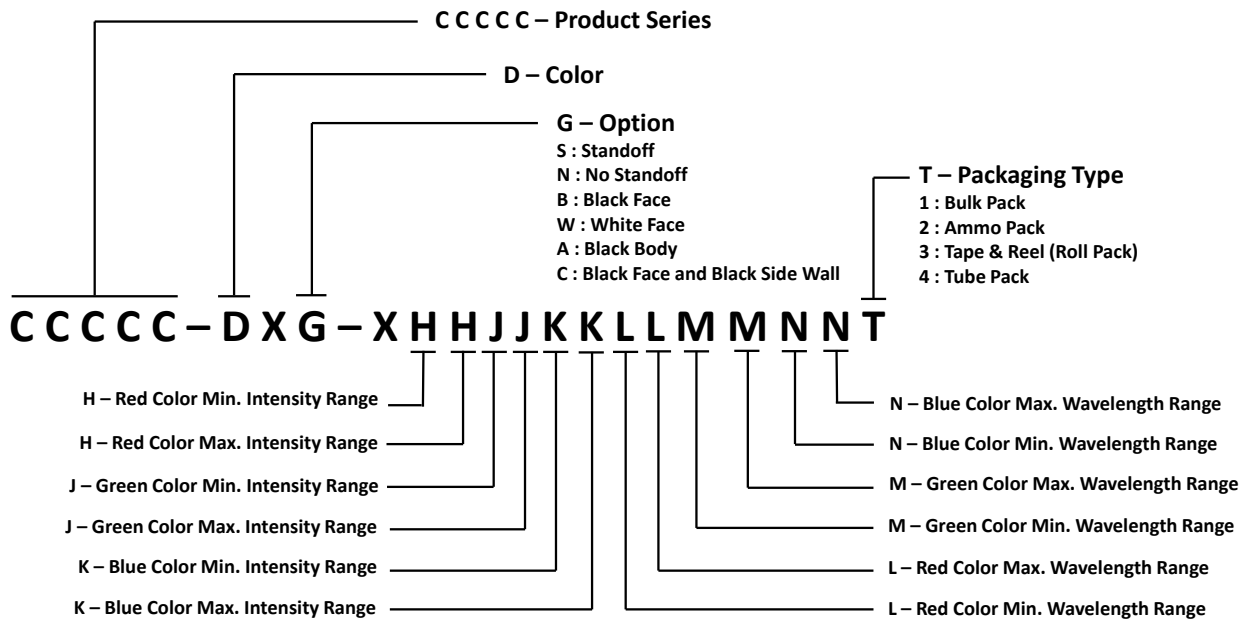 C C C C C – Product Series
D – Color
G – Option
S : Standoff
N : No Standoff
B : Black Face
W : White Face
A : Black Body
C : Black Face and Black Side Wall
T – Packaging Type
1 : Bulk Pack
2 : Ammo Pack
3 : Tape & Reel (Roll Pack)
4 : Tube Pack
C C C C C – D X G – X H H J J K K L L M M N N T
H – Red Color Min. Intensity Range
H – Red Color Max. Intensity Range
J – Green Color Min. Intensity Range
J – Green Color Max. Intensity Range
K – Blue Color Min. Intensity Range
K – Blue Color Max. Intensity Range
N – Blue Color Max. Wavelength Range
N – Blue Color Min. Wavelength Range
M – Green Color Max. Wavelength Range
M – Green Color Min. Wavelength Range
L – Red Color Max. Wavelength Range
L – Red Color Min. Wavelength Range